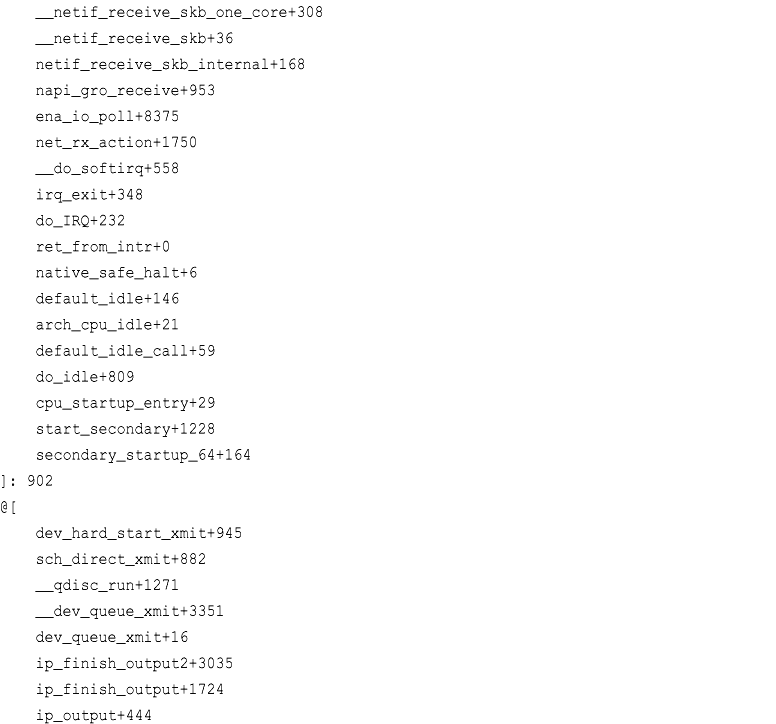 __netif_receive_skb_one_core+308
__netif_receive_skb+36
netif_receive_skb_internal+168
napi_gro_receive+953
ena_io_poll+8375
net_rx_action+1750
__do_softirq+558
irq_exit+348
do_IRQ+232
ret_from_intr+0
native_safe_halt+6
default_idle+146
arch_cpu_idle+21
default_idle_call+59
do_idle+809
cpu_startup_entry+29
start_secondary+1228
secondary_startup_64+164
]: 902
@[
dev_hard_start_xmit+945
sch_direct_xmit+882
__qdisc_run+1271
__dev_queue_xmit+3351
dev_queue_xmit+16
ip_finish_output2+3035
ip_finish_output+1724
ip_output+444